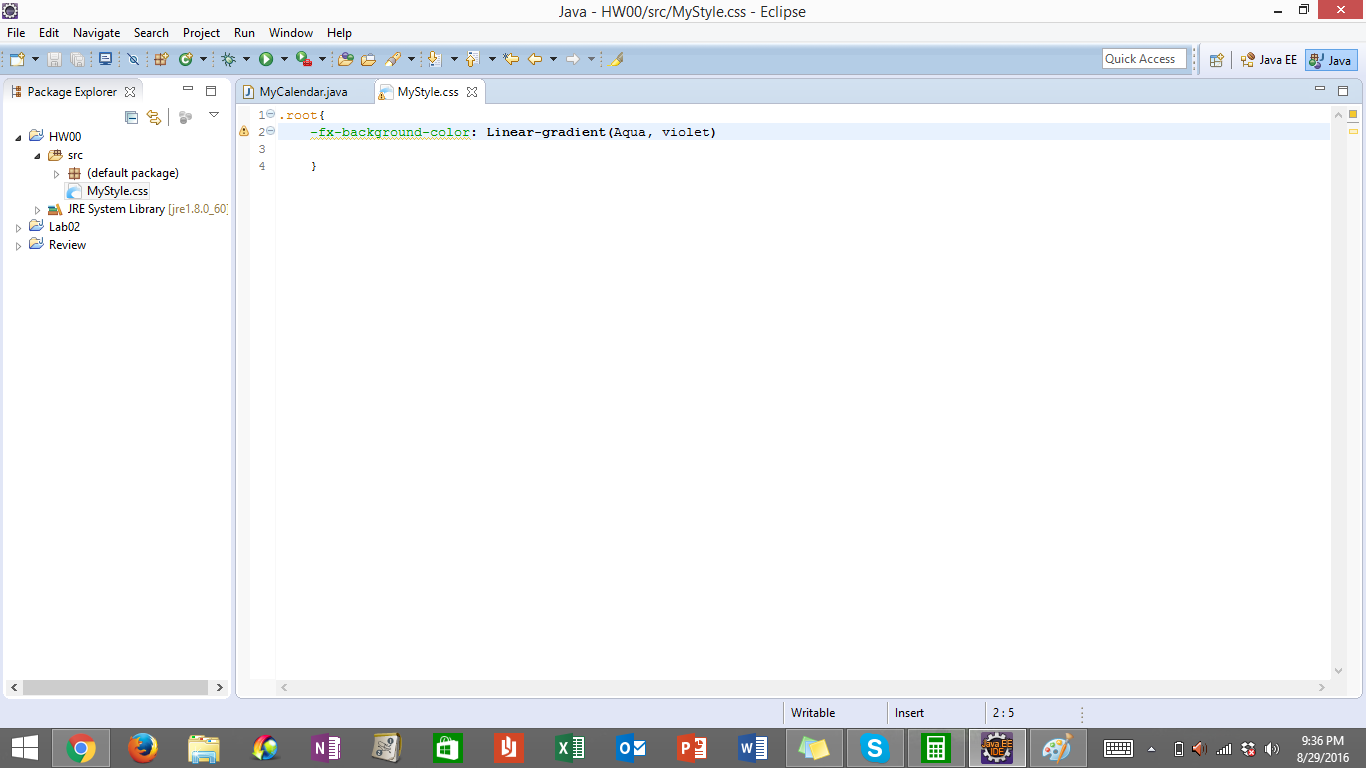 Java - HW00/src/MyStyle.css - Eclipse
File Edit Navigate Search Project Run Window Help
Quick Access Java EE Java
Package Explorer MyCalendar.java MyStyle.css
HW00
src
(default package)
MyStyle.css
JRE System Library [jre1.8.0_60]
Lab02
Review
1 .root{
2 -fx-background-color: Linear-gradient(Aqua, violet)
3
4 }
Writable Insert 2 : 5
9:36 PM
8/29/2016